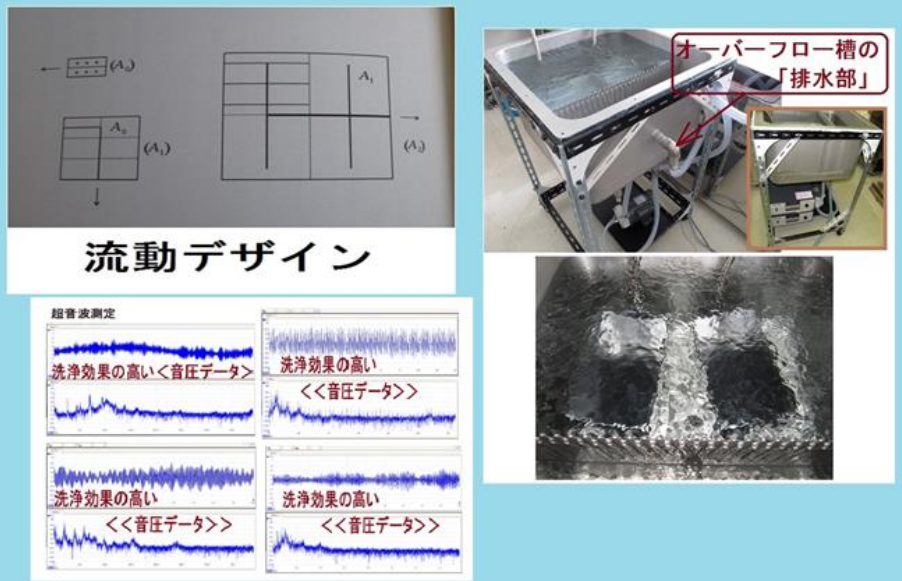 (A₀)
A₀
(A₁)
A₁
(A₂)
流動デザイン
オーバーフロー槽の
「排水部」
超音波測定
洗浄効果の高い<音圧データ>
洗浄効果の高い
<<音圧データ>>
洗浄効果の高い
<<音圧データ>>
洗浄効果の高い
<<音圧データ>>